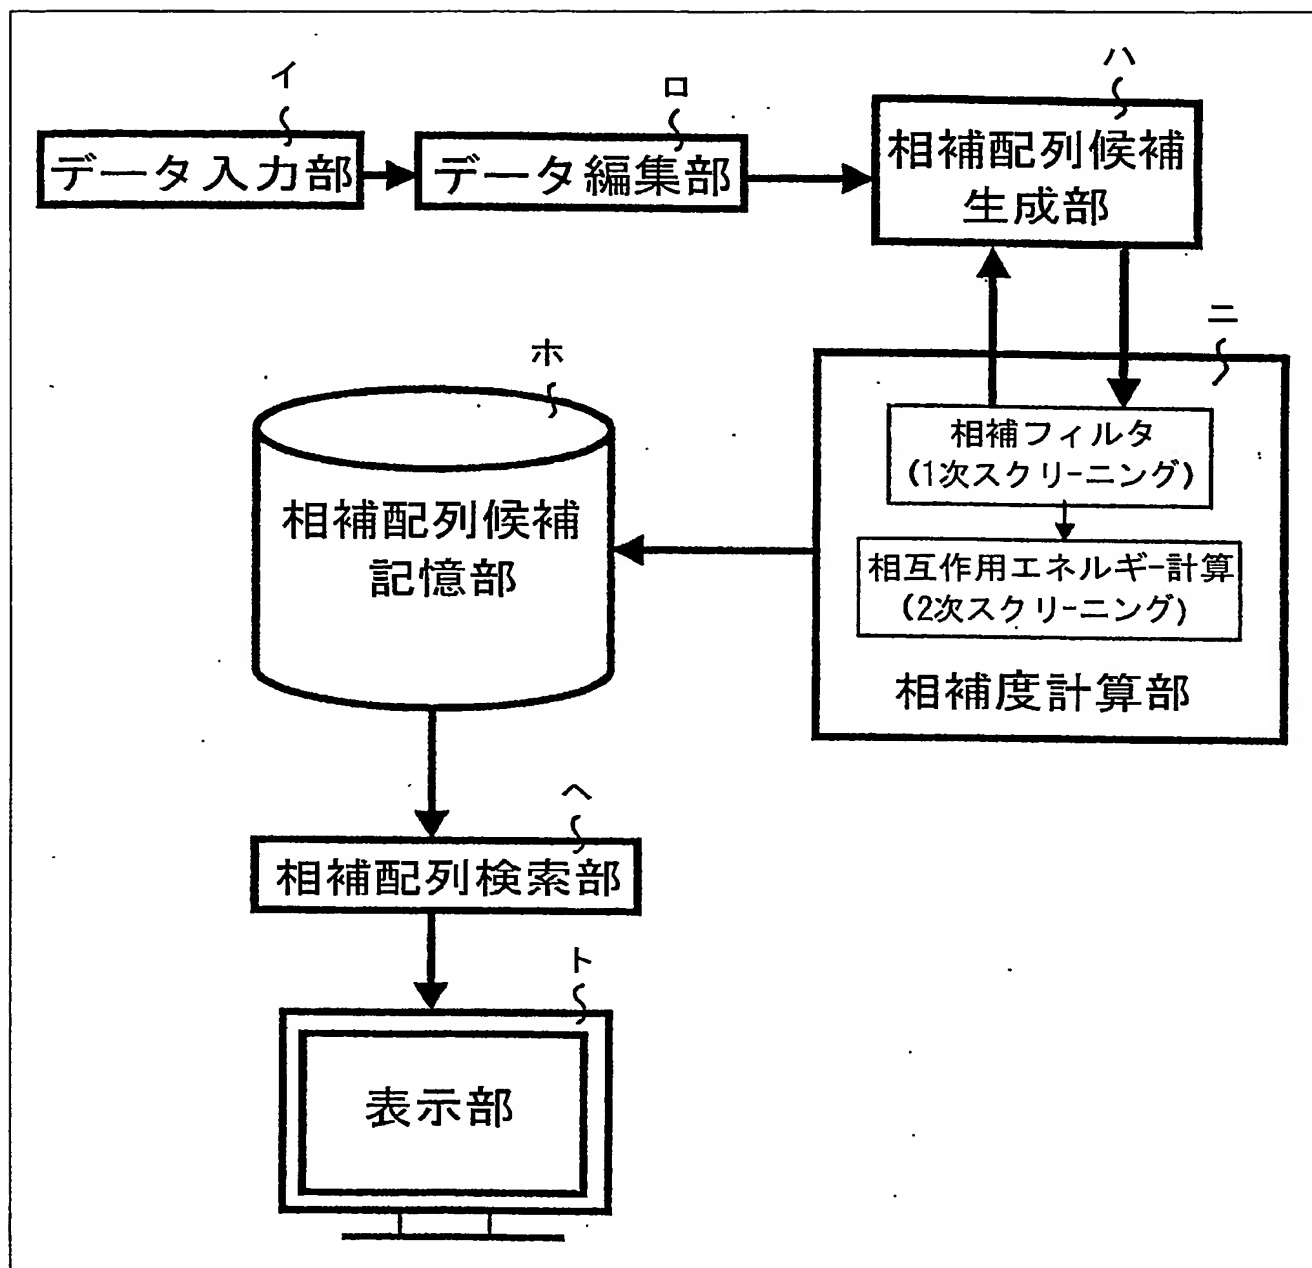 イ
データ入力部
ロ
データ編集部
ハ
相補配列候補
生成部
ニ
相補フィルタ
(1次スクリーニング)
相互作用エネルギー計算
(2次スクリーニング)
相補度計算部
ホ
相補配列候補
記憶部
ヘ
相補配列検索部
ト
表示部